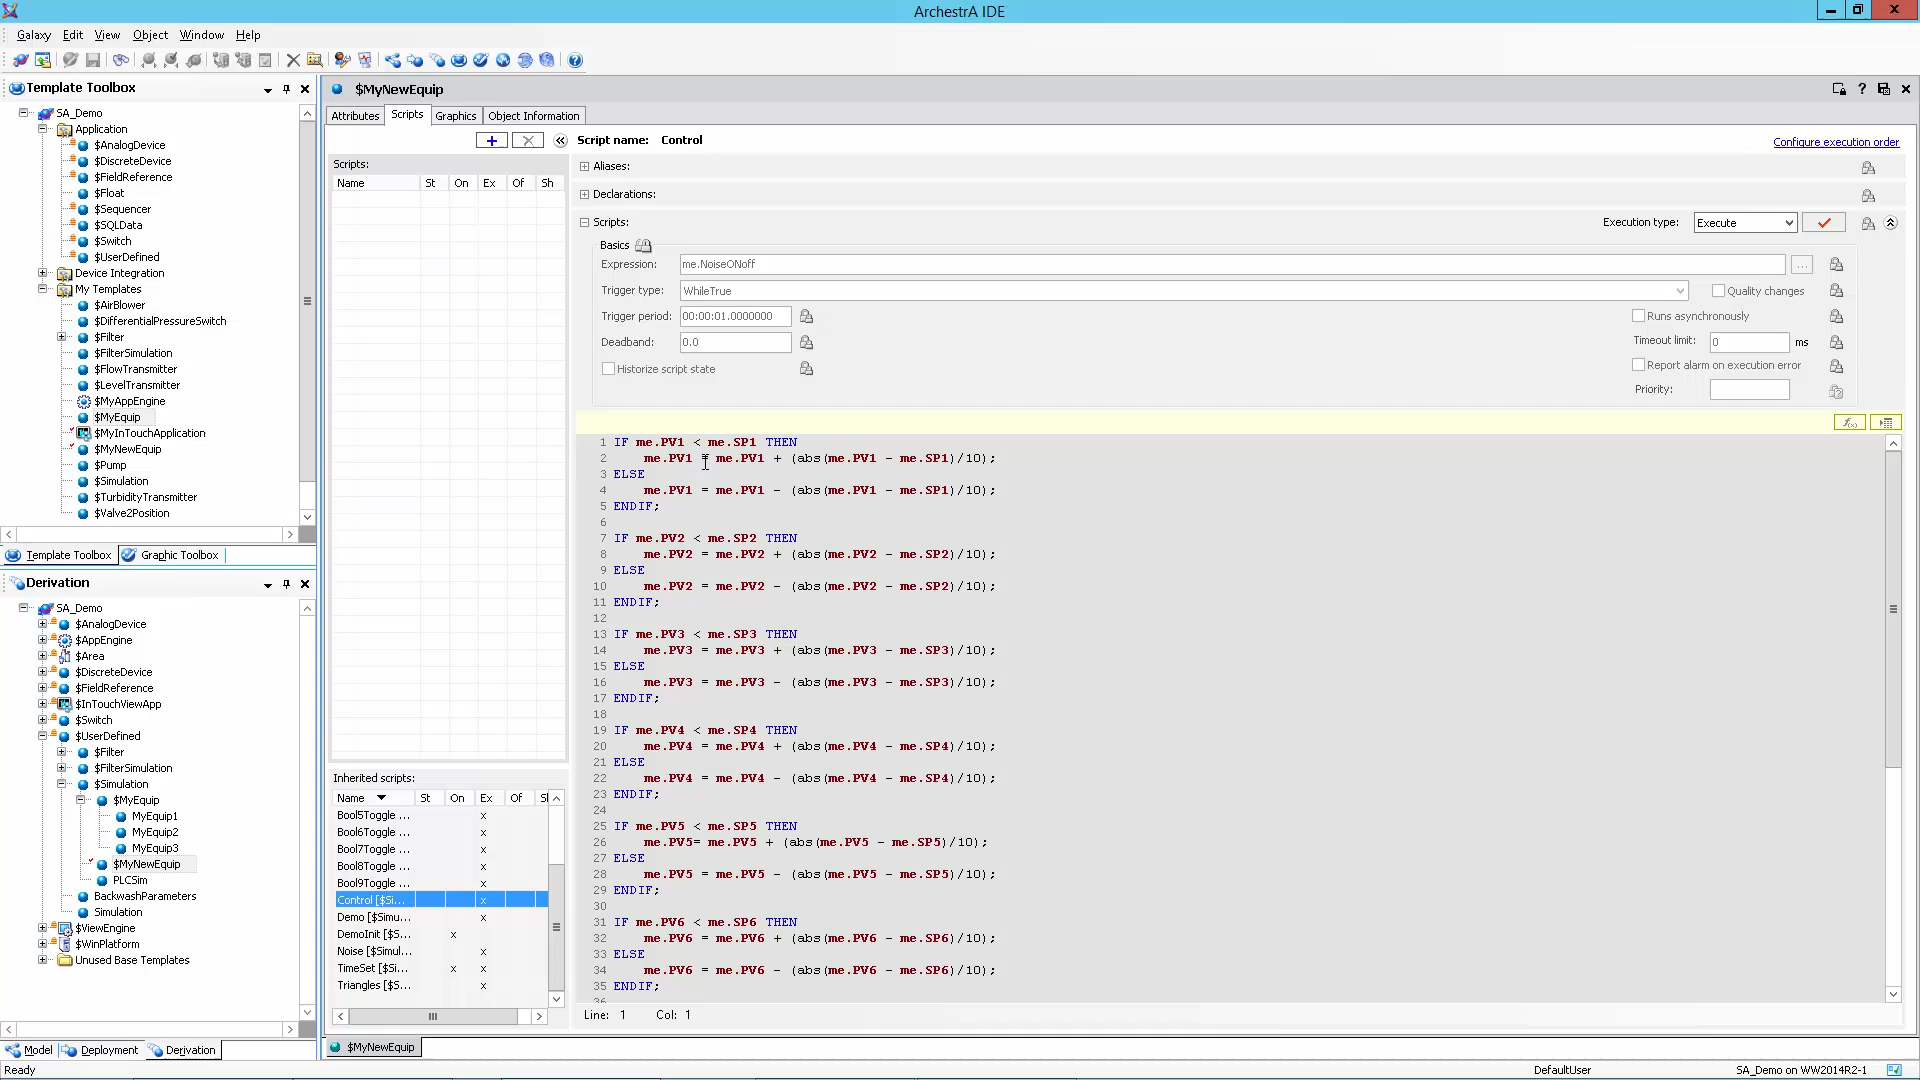 ArchestrA IDE
Galaxy Edit View Object Window Help
Template Toolbox
SA_Demo
Application
$AnalogDevice
$DiscreteDevice
$FieldReference
$Float
$Sequencer
$SQLData
$Switch
$UserDefined
Device Integration
My Templates
$AirBlower
$DifferentialPressureSwitch
$Filter
$FilterSimulation
$FlowTransmitter
$LevelTransmitter
$MyAppEngine
$MyEquip
$MyInTouchApplication
$MyNewEquip
$Pump
$Simulation
$TurbidityTransmitter
$Valve2Position
Template Toolbox Graphic Toolbox
Derivation
SA_Demo
$AnalogDevice
$AppEngine
$Area
$DiscreteDevice
$FieldReference
$InTouchViewApp
$Switch
$UserDefined
$Filter
$FilterSimulation
$Simulation
$MyEquip
MyEquip1
MyEquip2
MyEquip3
$MyNewEquip
PLCSim
BackwashParameters
Simulation
$ViewEngine
$WinPlatform
Unused Base Templates
Model Deployment Derivation
Ready
$MyNewEquip
Attributes Scripts Graphics Object Information
Scripts:
Name St On Ex Of Sh
Inherited scripts:
Name St On Ex Of Sl
Bool5Toggle ... x
Bool6Toggle ... x
Bool7Toggle ... x
Bool8Toggle ... x
Bool9Toggle ... x
Control [$Si... x
Demo [$Simu... x
DemoInit [$S... x
Noise [$Simul... x
TimeSet [$Si... x x
Triangles [$S... x
Script name: Control
Configure execution order
Aliases:
Declarations:
Scripts:
Execution type: Execute
Basics
Expression: me.NoiseONoff ...
Trigger type: WhileTrue Quality changes
Trigger period: 00:00:01.0000000 Runs asynchronously
Deadband: 0.0 Timeout limit: 0 ms
Historize script state Report alarm on execution error
Priority:
1 IF me.PV1 < me.SP1 THEN
2 me.PV1 = me.PV1 + (abs(me.PV1 - me.SP1)/10);
3 ELSE
4 me.PV1 = me.PV1 - (abs(me.PV1 - me.SP1)/10);
5 ENDIF;
6
7 IF me.PV2 < me.SP2 THEN
8 me.PV2 = me.PV2 + (abs(me.PV2 - me.SP2)/10);
9 ELSE
10 me.PV2 = me.PV2 - (abs(me.PV2 - me.SP2)/10);
11 ENDIF;
12
13 IF me.PV3 < me.SP3 THEN
14 me.PV3 = me.PV3 + (abs(me.PV3 - me.SP3)/10);
15 ELSE
16 me.PV3 = me.PV3 - (abs(me.PV3 - me.SP3)/10);
17 ENDIF;
18
19 IF me.PV4 < me.SP4 THEN
20 me.PV4 = me.PV4 + (abs(me.PV4 - me.SP4)/10);
21 ELSE
22 me.PV4 = me.PV4 - (abs(me.PV4 - me.SP4)/10);
23 ENDIF;
24
25 IF me.PV5 < me.SP5 THEN
26 me.PV5= me.PV5 + (abs(me.PV5 - me.SP5)/10);
27 ELSE
28 me.PV5 = me.PV5 - (abs(me.PV5 - me.SP5)/10);
29 ENDIF;
30
31 IF me.PV6 < me.SP6 THEN
32 me.PV6 = me.PV6 + (abs(me.PV6 - me.SP6)/10);
33 ELSE
34 me.PV6 = me.PV6 - (abs(me.PV6 - me.SP6)/10);
35 ENDIF;
36
Line: 1 Col: 1
$MyNewEquip
DefaultUser SA_Demo on WW2014R2-1